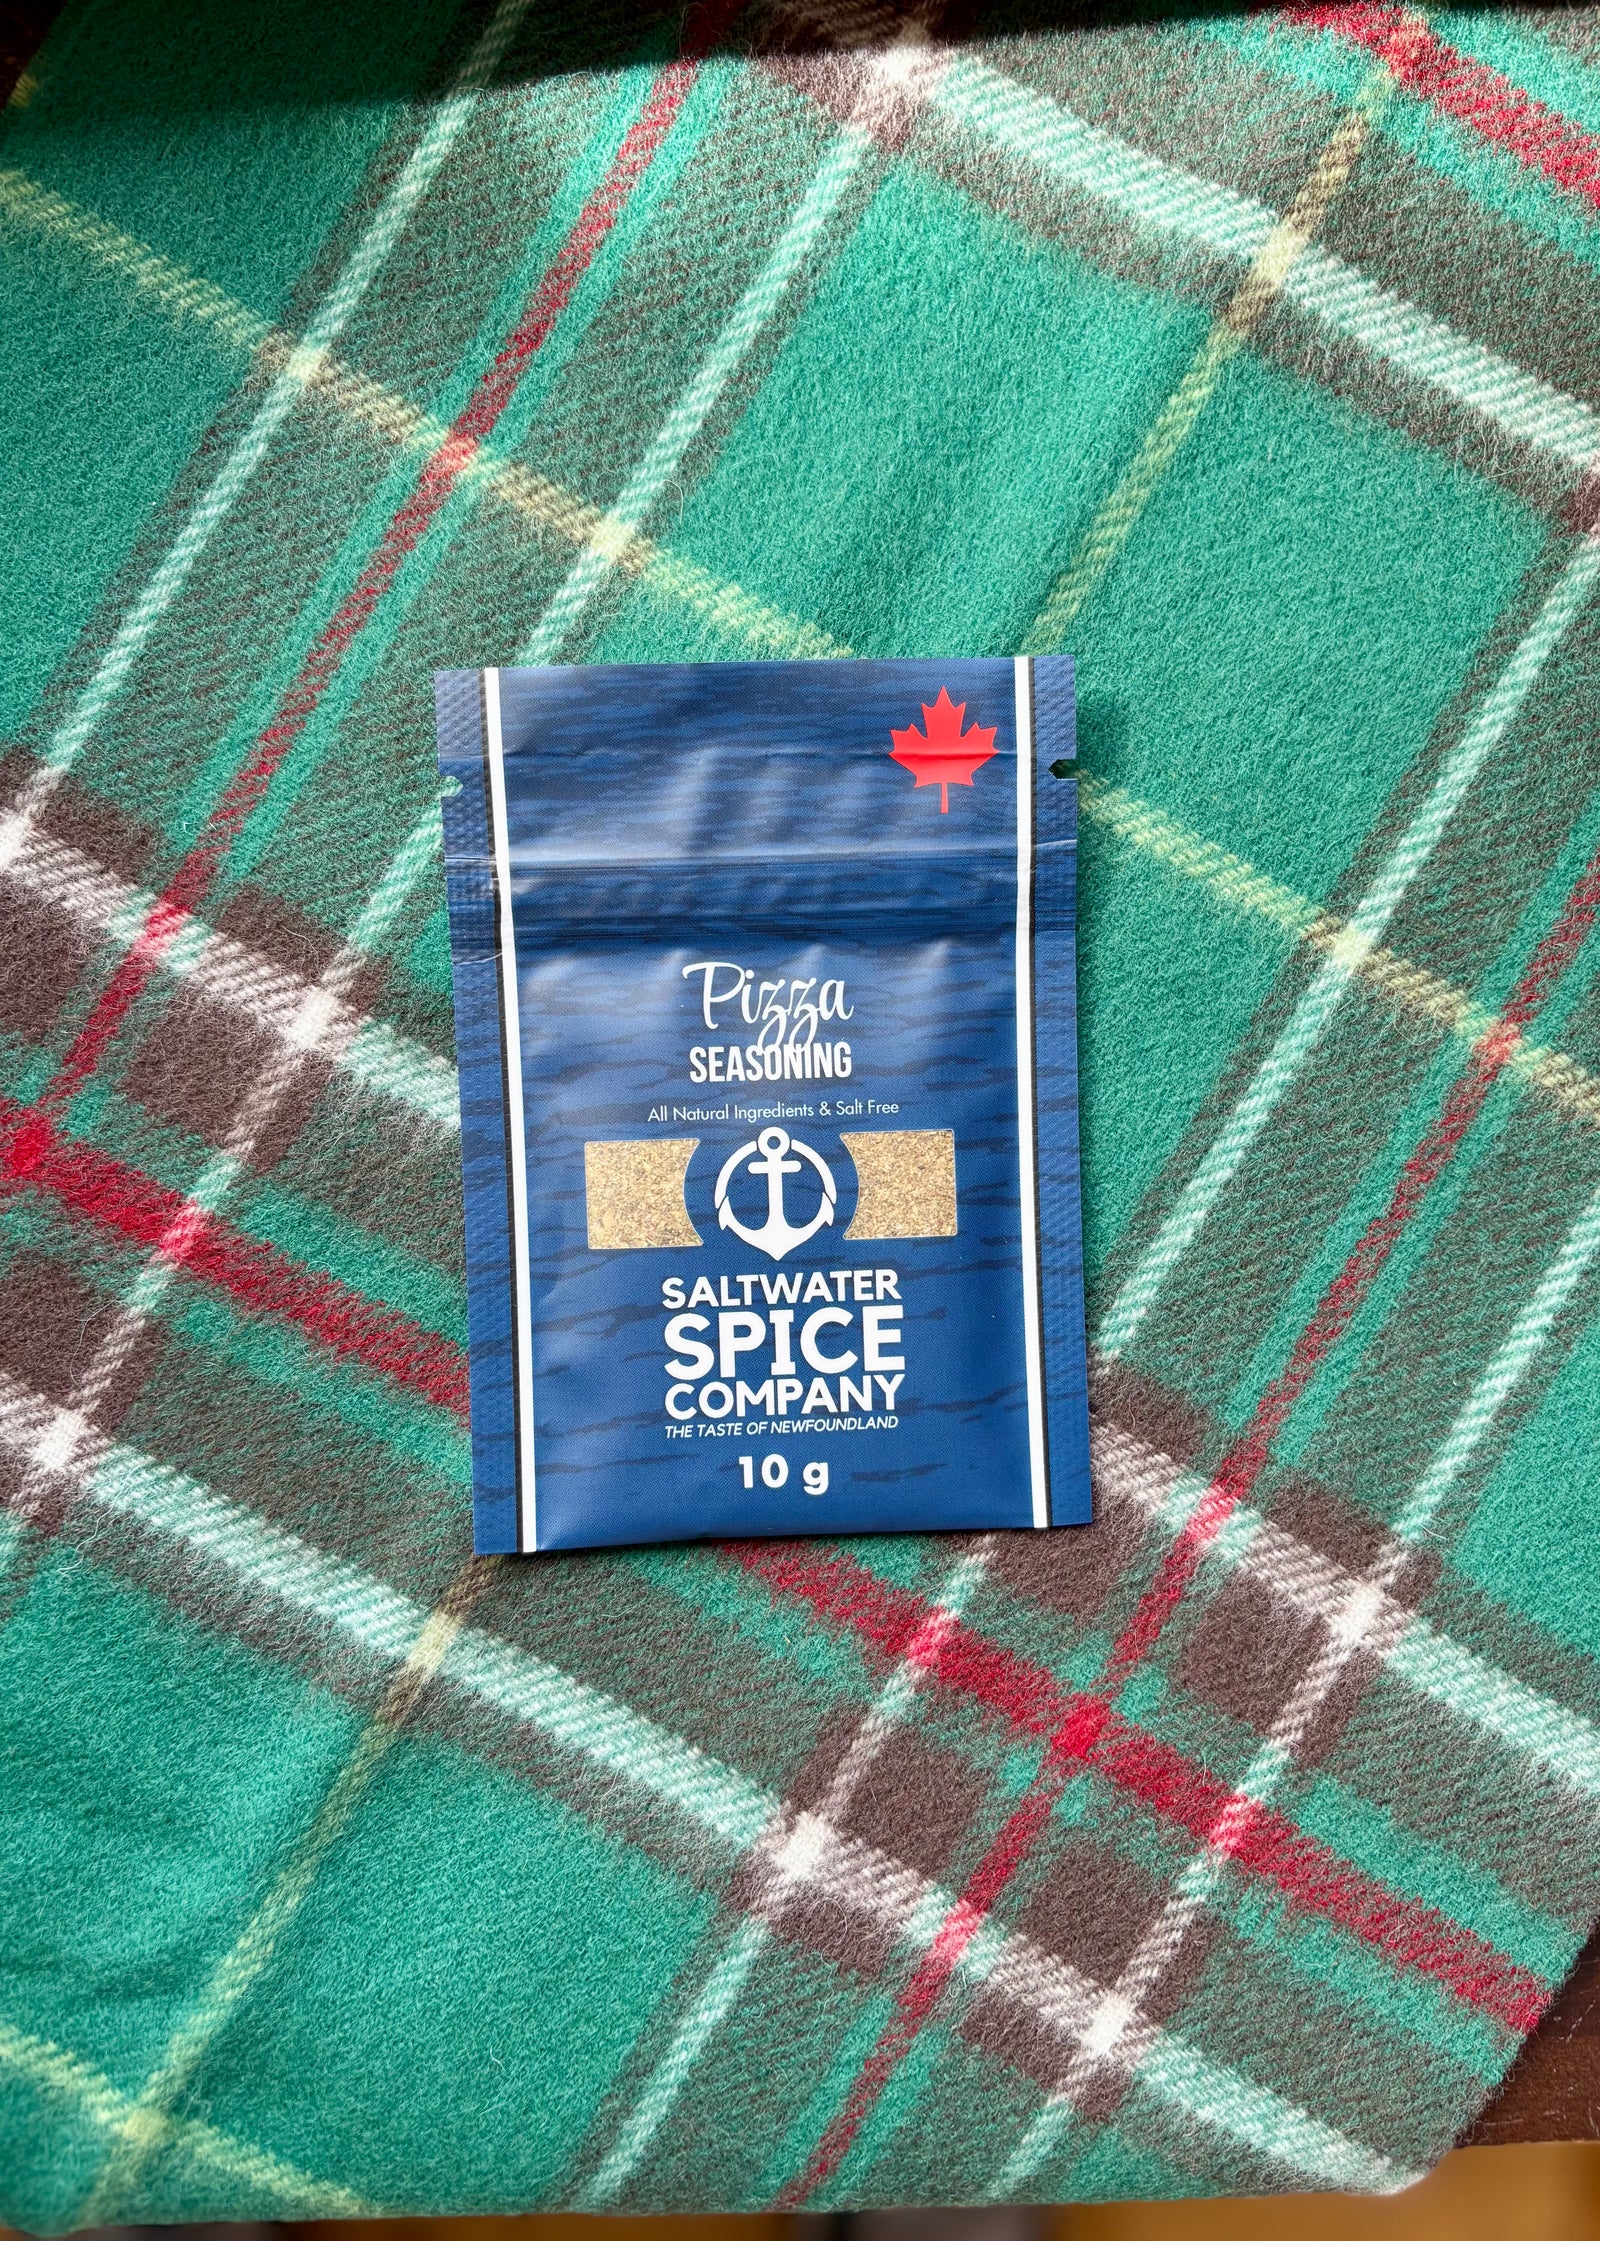 Pizza
SEASONING
All Natural Ingredients & Salt Free
SALTWATER
SPICE
COMPANY
THE TASTE OF NEWFOUNDLAND
10 g